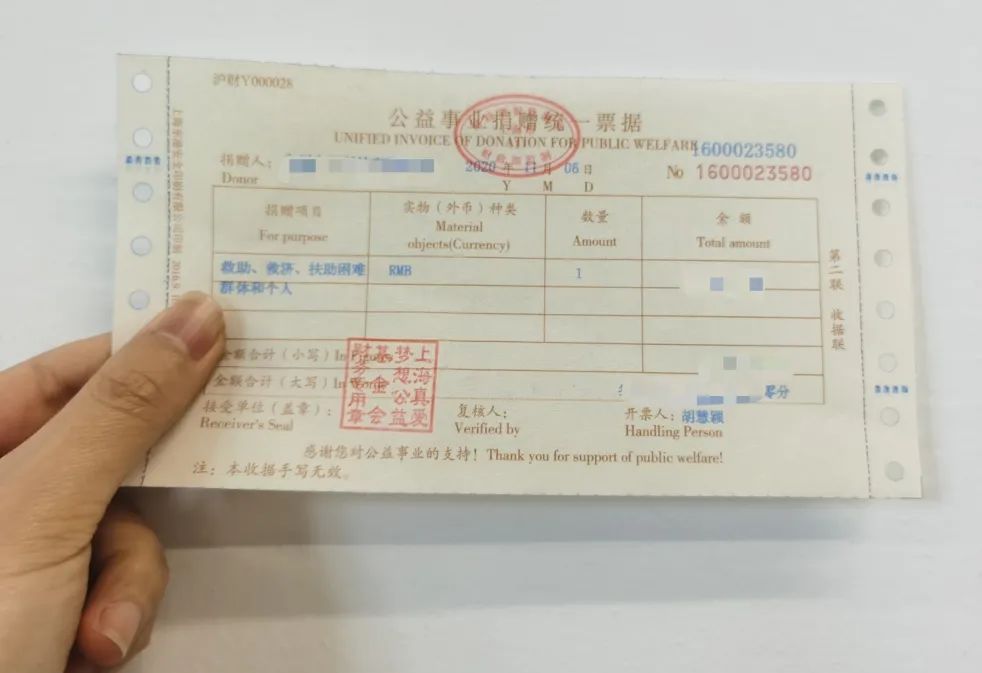 沪财Y000028
公益事业捐赠统一票据
UNIFIED INVOICE OF DONATION FOR PUBLIC WELFARE
1600023580
捐赠人：
2020 年 11 月 06 日
No 1600023580
Donor
Y M D
捐赠项目
For purpose
实物（外币）种类
Material
objects(Currency)
数量
Amount
金 额
Total amount
救助、救济、扶助困难
群体和个人
RMB
1
金额合计（小写）In
金额合计（大写）In
零分
接受单位（盖章）：
Receiver's Seal
复核人：
Verified by
开票人：胡慧颖
Handling Person
感谢您对公益事业的支持！Thank you for support of public welfare!
注：本收据手写无效。
第二联 收据联
上海真爱
梦想公益
基金会
财务专用章